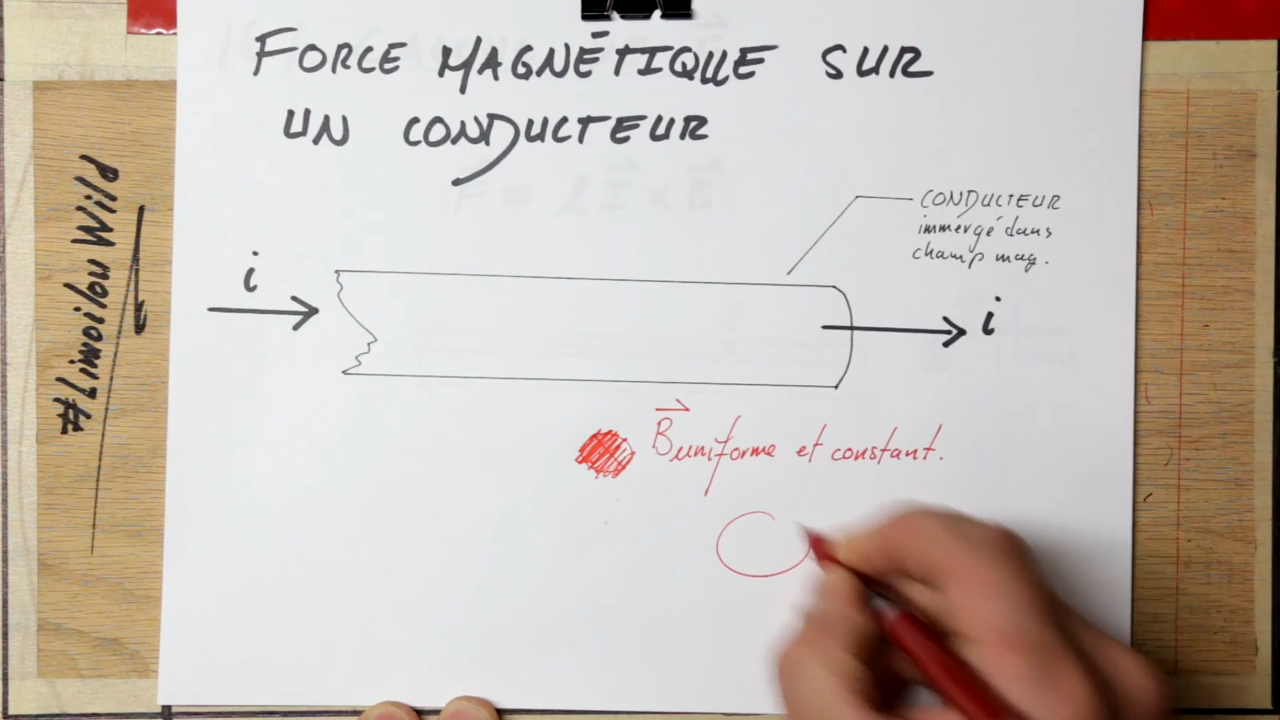 FORCE MAGNÉTIQUE SUR
UN CONDUCTEUR
CONDUCTEUR
immergé dans
champ mag.
i
i
B uniforme et constant.
#Limoilou Wild